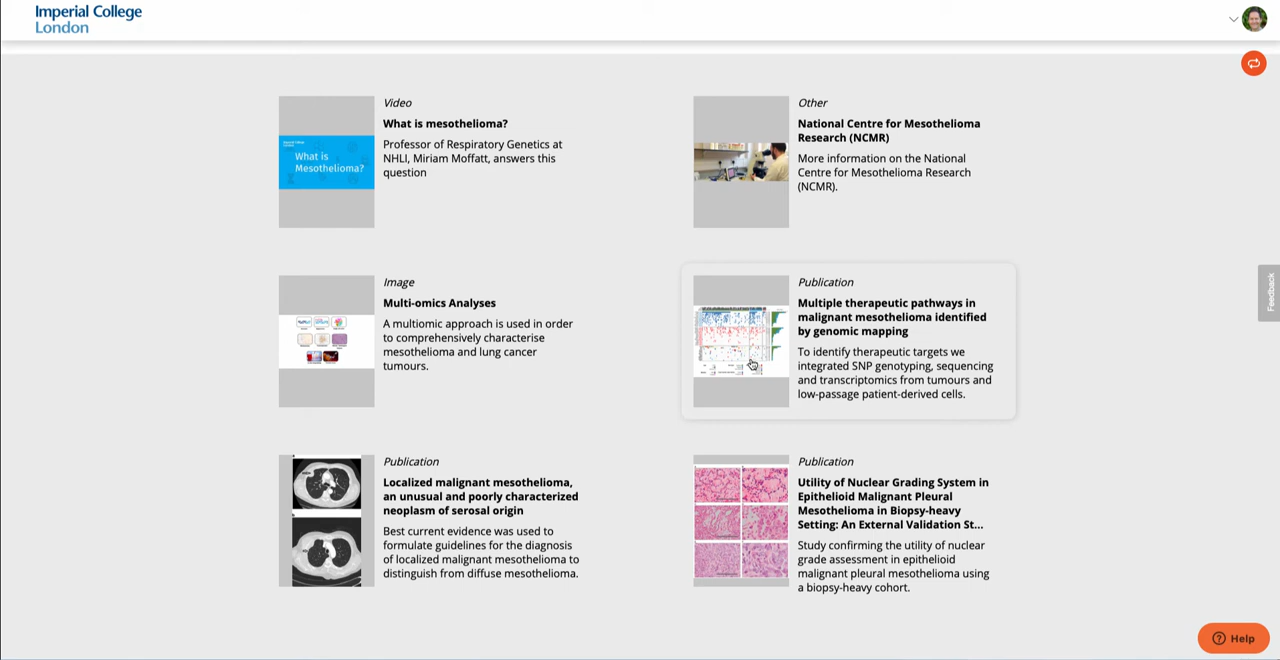 Imperial College
London
Video
What is mesothelioma?
Professor of Respiratory Genetics at
NHLI, Miriam Moffatt, answers this
question
What is
Mesothelioma?
Other
National Centre for Mesothelioma
Research (NCMR)
More information on the National
Centre for Mesothelioma Research
(NCMR).
Image
Multi-omics Analyses
A multiomic approach is used in order
to comprehensively characterise
mesothelioma and lung cancer
tumours.
Publication
Multiple therapeutic pathways in
malignant mesothelioma identified
by genomic mapping
To identify therapeutic targets we
integrated SNP genotyping, sequencing
and transcriptomics from tumours and
low-passage patient-derived cells.
Feedback
Publication
Localized malignant mesothelioma,
an unusual and poorly characterized
neoplasm of serosal origin
Best current evidence was used to
formulate guidelines for the diagnosis
of localized malignant mesothelioma to
distinguish from diffuse mesothelioma.
Publication
Utility of Nuclear Grading System in
Epithelioid Malignant Pleural
Mesothelioma in Biopsy-heavy
Setting: An External Validation St...
Study confirming the utility of nuclear
grade assessment in epithelioid
malignant pleural mesothelioma using
a biopsy-heavy cohort.
Help